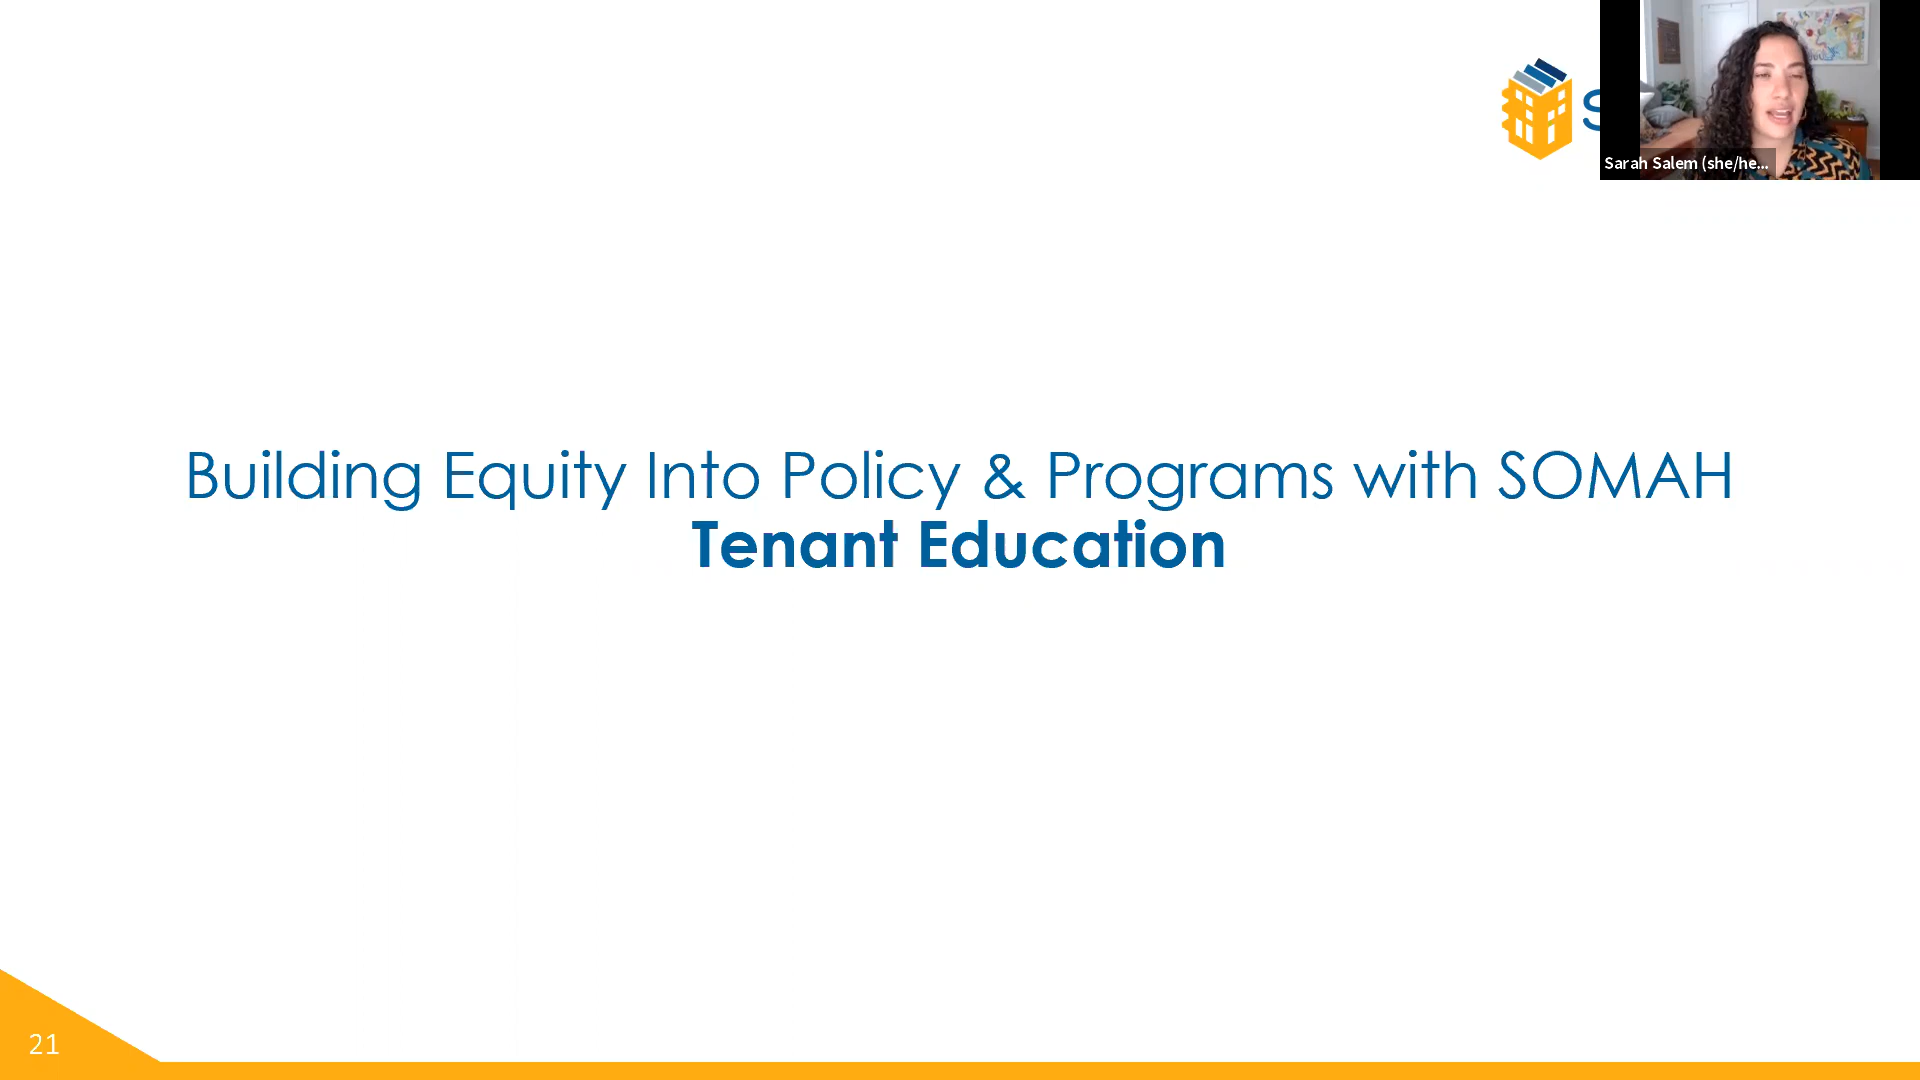 S
Sarah Salem (she/he...
Building Equity Into Policy & Programs with SOMAH
Tenant Education
21